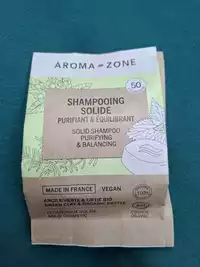 AROMA-ZONE
50
SHAMPOOING
SOLIDE
PURIFIANT & ÉQUILIBRANT
SOLID SHAMPOO
PURIFYING
& BALANCING
MADE IN FRANCE
VEGAN
ARGILE VERTE & ORTIE BIO
GREEN CLAY & ORGANIC NETTLE